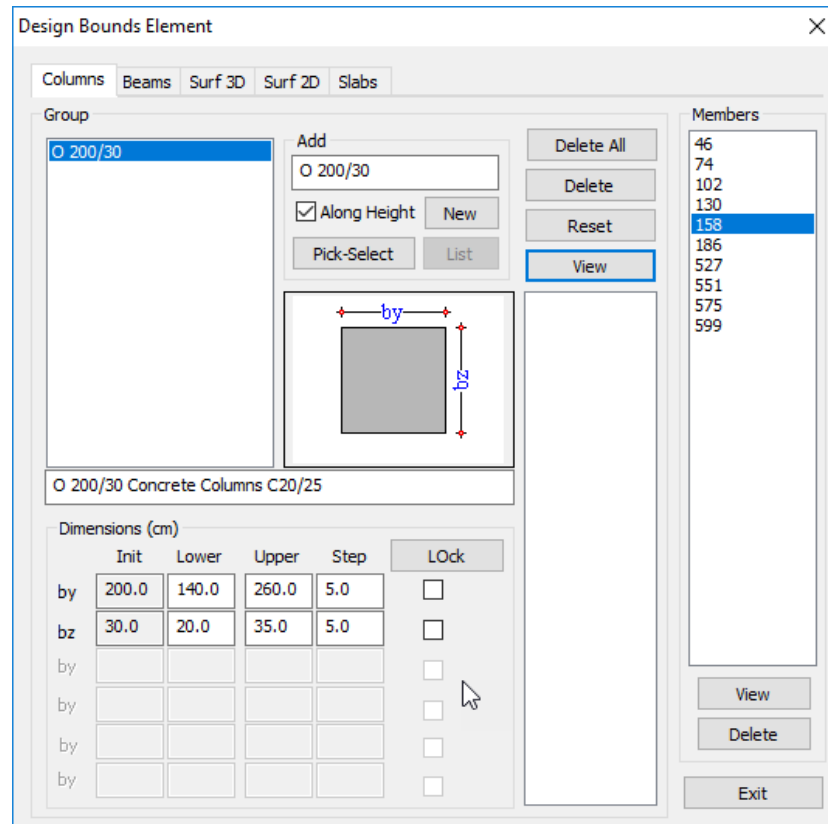 Design Bounds Element
Columns Beams Surf 3D Surf 2D Slabs
Group
O 200/30
Add
O 200/30
Along Height New
Pick-Select List
Delete All
Delete
Reset
View
by
bz
O 200/30 Concrete Columns C20/25
Dimensions (cm)
Init Lower Upper Step LOck
by 200.0 140.0 260.0 5.0
bz 30.0 20.0 35.0 5.0
by
by
by
by
Members
46
74
102
130
158
186
527
551
575
599
View
Delete
Exit